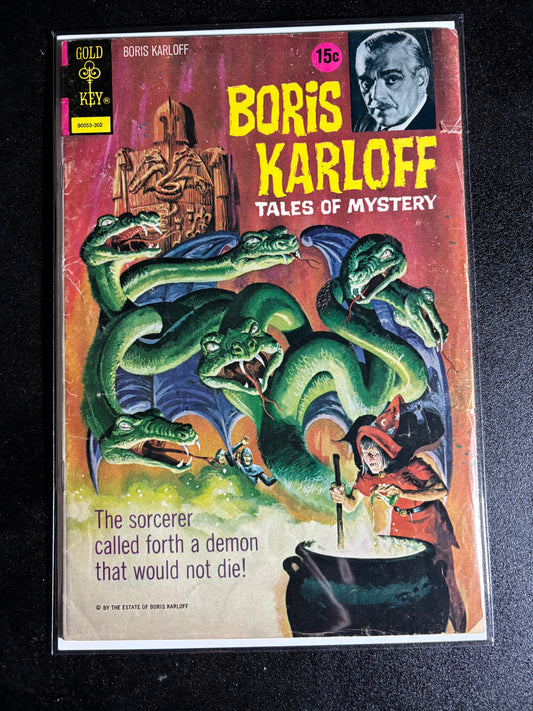 GOLD
KEY®
90053-302
BORIS KARLOFF
15c
BORIS
KARLOFF
TALES OF MYSTERY
The sorcerer
called forth a demon
that would not die!
© BY THE ESTATE OF BORIS KARLOFF